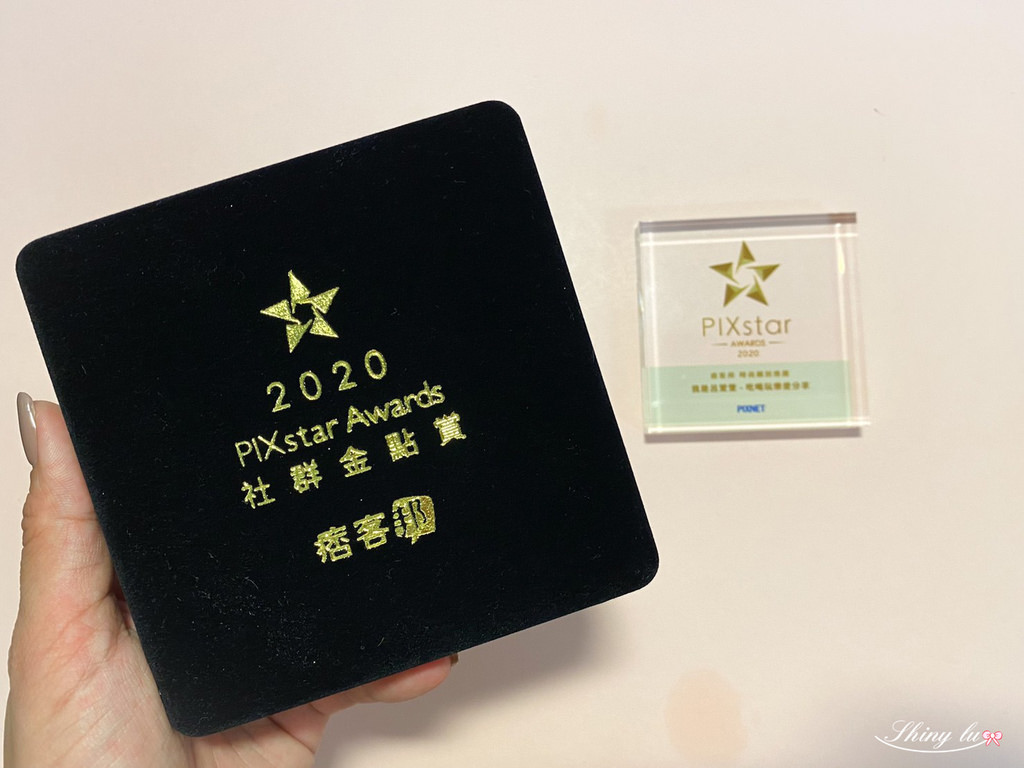 2020
PIXstar Awards
社群金點賞
痞客邦
PIXstar
AWARDS
2020
PIXNET
Shiny lu